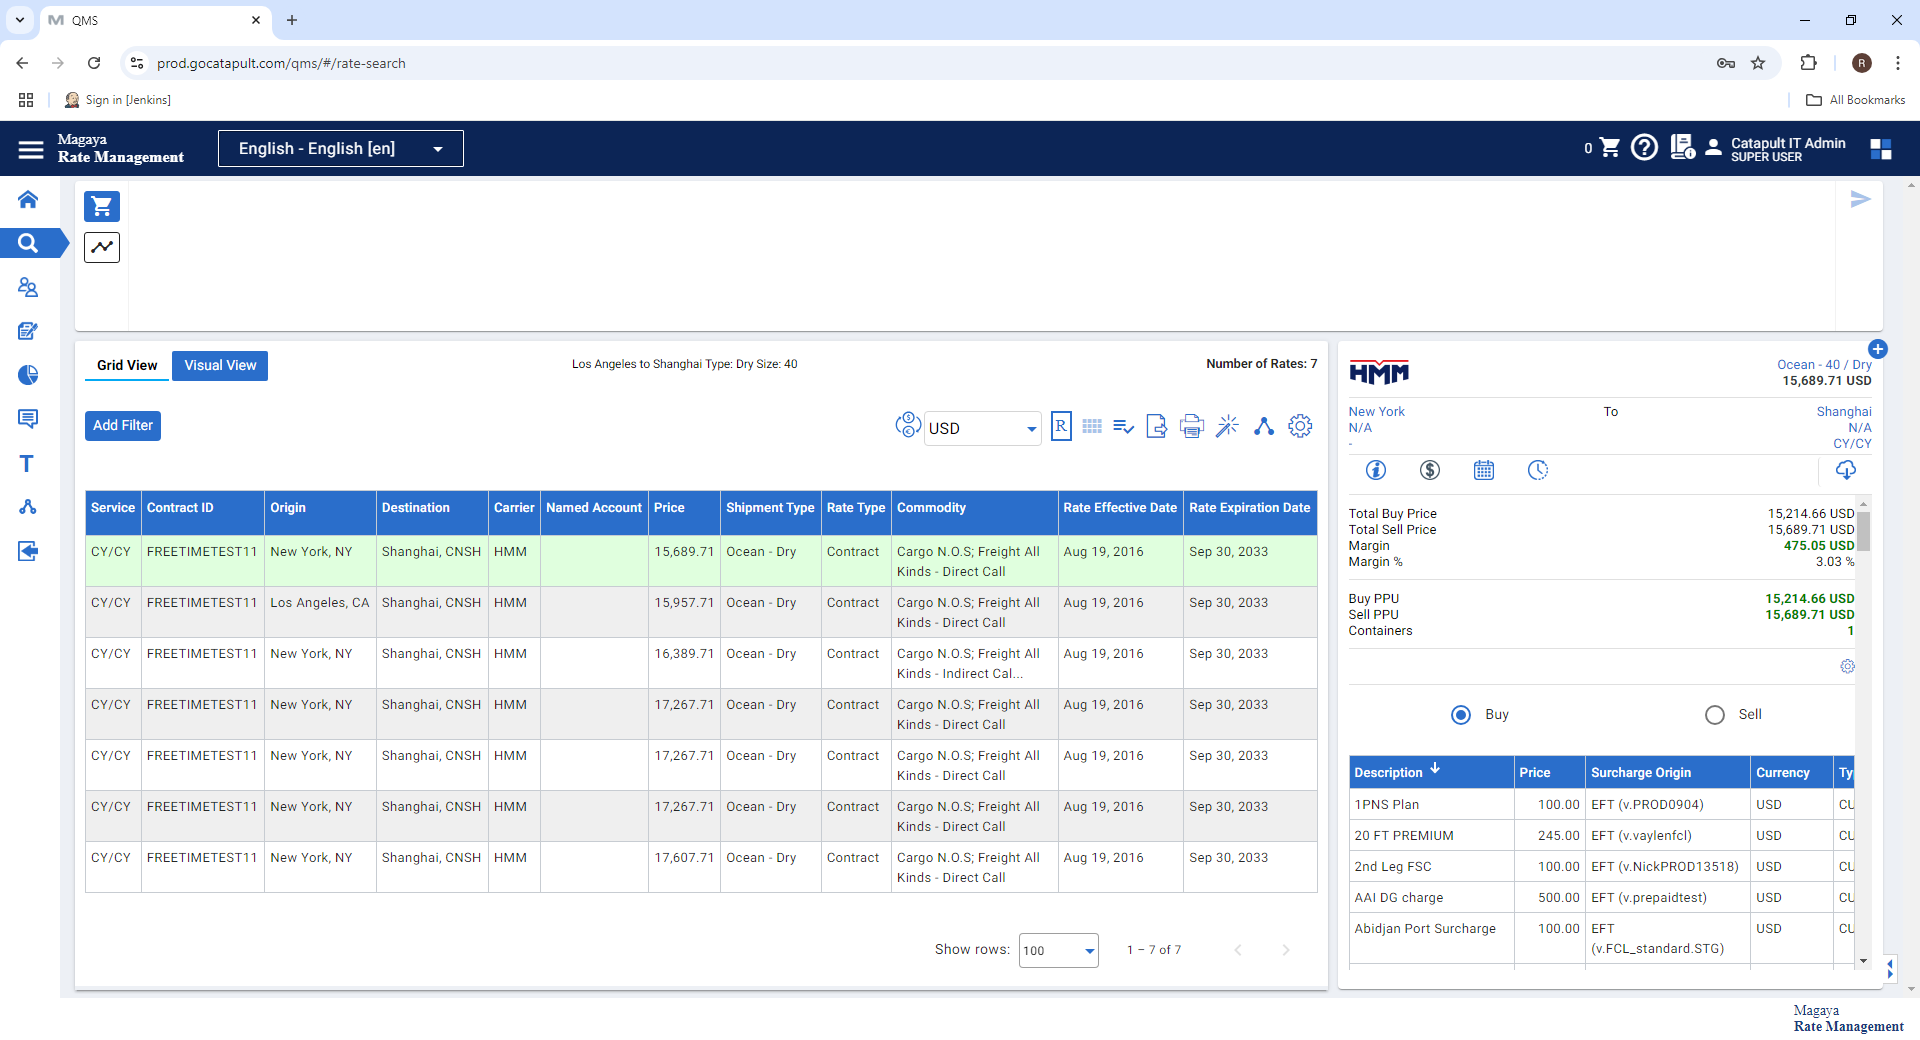 QMS
prod.gocatapult.com/qms/#/rate-search
R
Sign in [Jenkins]
All Bookmarks
Magaya
Rate Management
English - English [en]
0
Catapult IT Admin
SUPER USER
Grid View
Visual View
Los Angeles to Shanghai Type: Dry Size: 40
Number of Rates: 7
Add Filter
USD
R
Service Contract ID Origin Destination Carrier Named Account Price Shipment Type Rate Type Commodity Rate Effective Date Rate Expiration Date
CY/CY FREETIMETEST11 New York, NY Shanghai, CNSH HMM 15,689.71 Ocean - Dry Contract Cargo N.O.S; Freight All Aug 19, 2016 Sep 30, 2033
Kinds - Direct Call
CY/CY FREETIMETEST11 Los Angeles, CA Shanghai, CNSH HMM 15,957.71 Ocean - Dry Contract Cargo N.O.S; Freight All Aug 19, 2016 Sep 30, 2033
Kinds - Direct Call
CY/CY FREETIMETEST11 New York, NY Shanghai, CNSH HMM 16,389.71 Ocean - Dry Contract Cargo N.O.S; Freight All Aug 19, 2016 Sep 30, 2033
Kinds - Indirect Cal...
CY/CY FREETIMETEST11 New York, NY Shanghai, CNSH HMM 17,267.71 Ocean - Dry Contract Cargo N.O.S; Freight All Aug 19, 2016 Sep 30, 2033
Kinds - Direct Call
CY/CY FREETIMETEST11 New York, NY Shanghai, CNSH HMM 17,267.71 Ocean - Dry Contract Cargo N.O.S; Freight All Aug 19, 2016 Sep 30, 2033
Kinds - Direct Call
CY/CY FREETIMETEST11 New York, NY Shanghai, CNSH HMM 17,267.71 Ocean - Dry Contract Cargo N.O.S; Freight All Aug 19, 2016 Sep 30, 2033
Kinds - Direct Call
CY/CY FREETIMETEST11 New York, NY Shanghai, CNSH HMM 17,607.71 Ocean - Dry Contract Cargo N.O.S; Freight All Aug 19, 2016 Sep 30, 2033
Kinds - Direct Call
Show rows: 100 1 – 7 of 7
HMM
Ocean - 40 / Dry
15,689.71 USD
New York To Shanghai
N/A N/A
- CY/CY
Total Buy Price 15,214.66 USD
Total Sell Price 15,689.71 USD
Margin 475.05 USD
Margin % 3.03 %
Buy PPU 15,214.66 USD
Sell PPU 15,689.71 USD
Containers 1
Buy Sell
Description Price Surcharge Origin Currency Ty
1PNS Plan 100.00 EFT (v.PROD0904) USD CU
20 FT PREMIUM 245.00 EFT (v.vaylenfcl) USD CU
2nd Leg FSC 100.00 EFT (v.NickPROD13518) USD CU
AAI DG charge 500.00 EFT (v.prepaidtest) USD CU
Abidjan Port Surcharge 100.00 EFT USD CU
(v.FCL_standard.STG)
Magaya
Rate Management